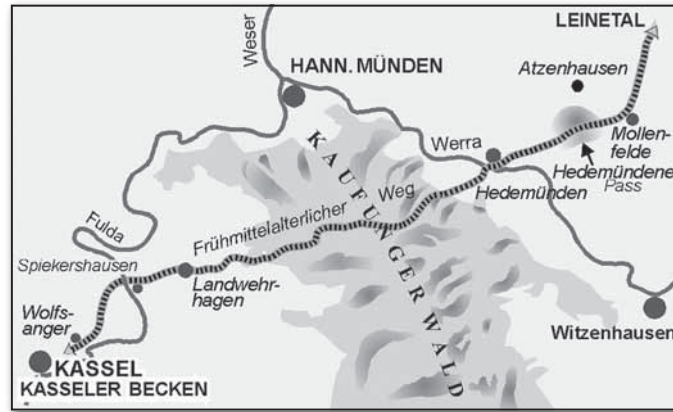 LEINETAL
Weser
HANN. MÜNDEN
Atzenhausen
KAUFUNGER WALD
Werra
Mollen-
felde
Hedemündener
Pass
Hedemünden
Weg
Frühmittelalterlicher
Fulda
Spiekershausen
Landwehr-
hagen
Wolfs-
anger
Witzenhausen
KASSEL
KASSELER BECKEN